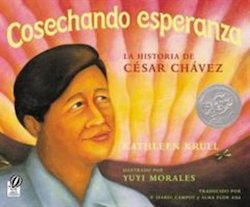 Cosechando esperanza
LA HISTORIA DE
CÉSAR CHÁVEZ
KATHLEEN KRULL
ILUSTRADO POR
YUYI MORALES
TRADUCIDO POR
F. ISABEL CAMPOY y ALMA FLOR ADA